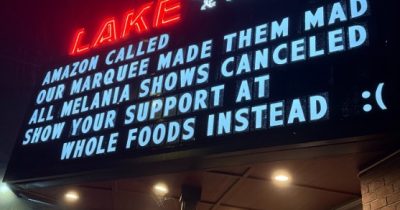 LAKE &
AMAZON CALLED
OUR MARQUEE MADE THEM MAD
ALL MELANIA SHOWS CANCELED
SHOW YOUR SUPPORT AT
WHOLE FOODS INSTEAD :(